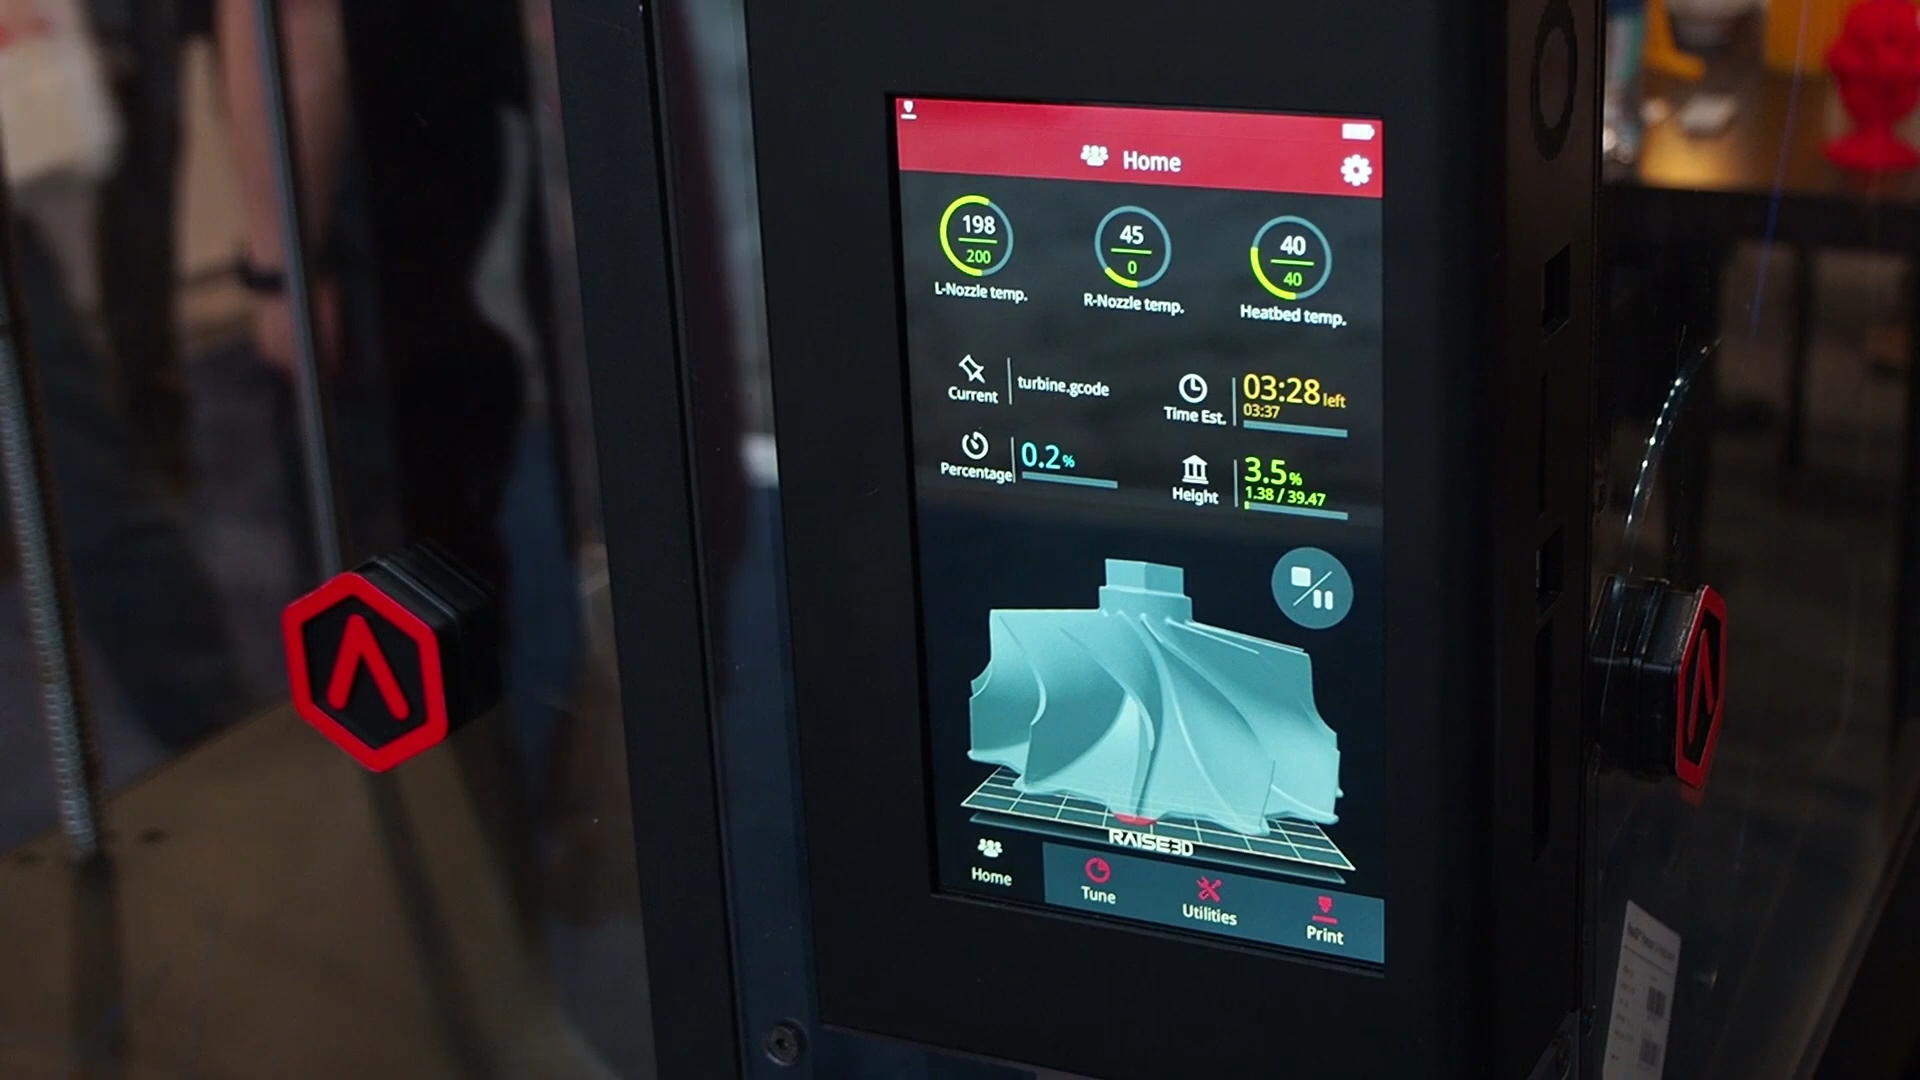 Home
198
200
L-Nozzle temp.
45
0
R-Nozzle temp.
40
40
Heatbed temp.
Current
turbine.gcode
Time Est.
03:28 left
03:37
Percentage
0.2%
Height
3.5%
1.38 / 39.47
RAISE3D
Home
Tune
Utilities
Print